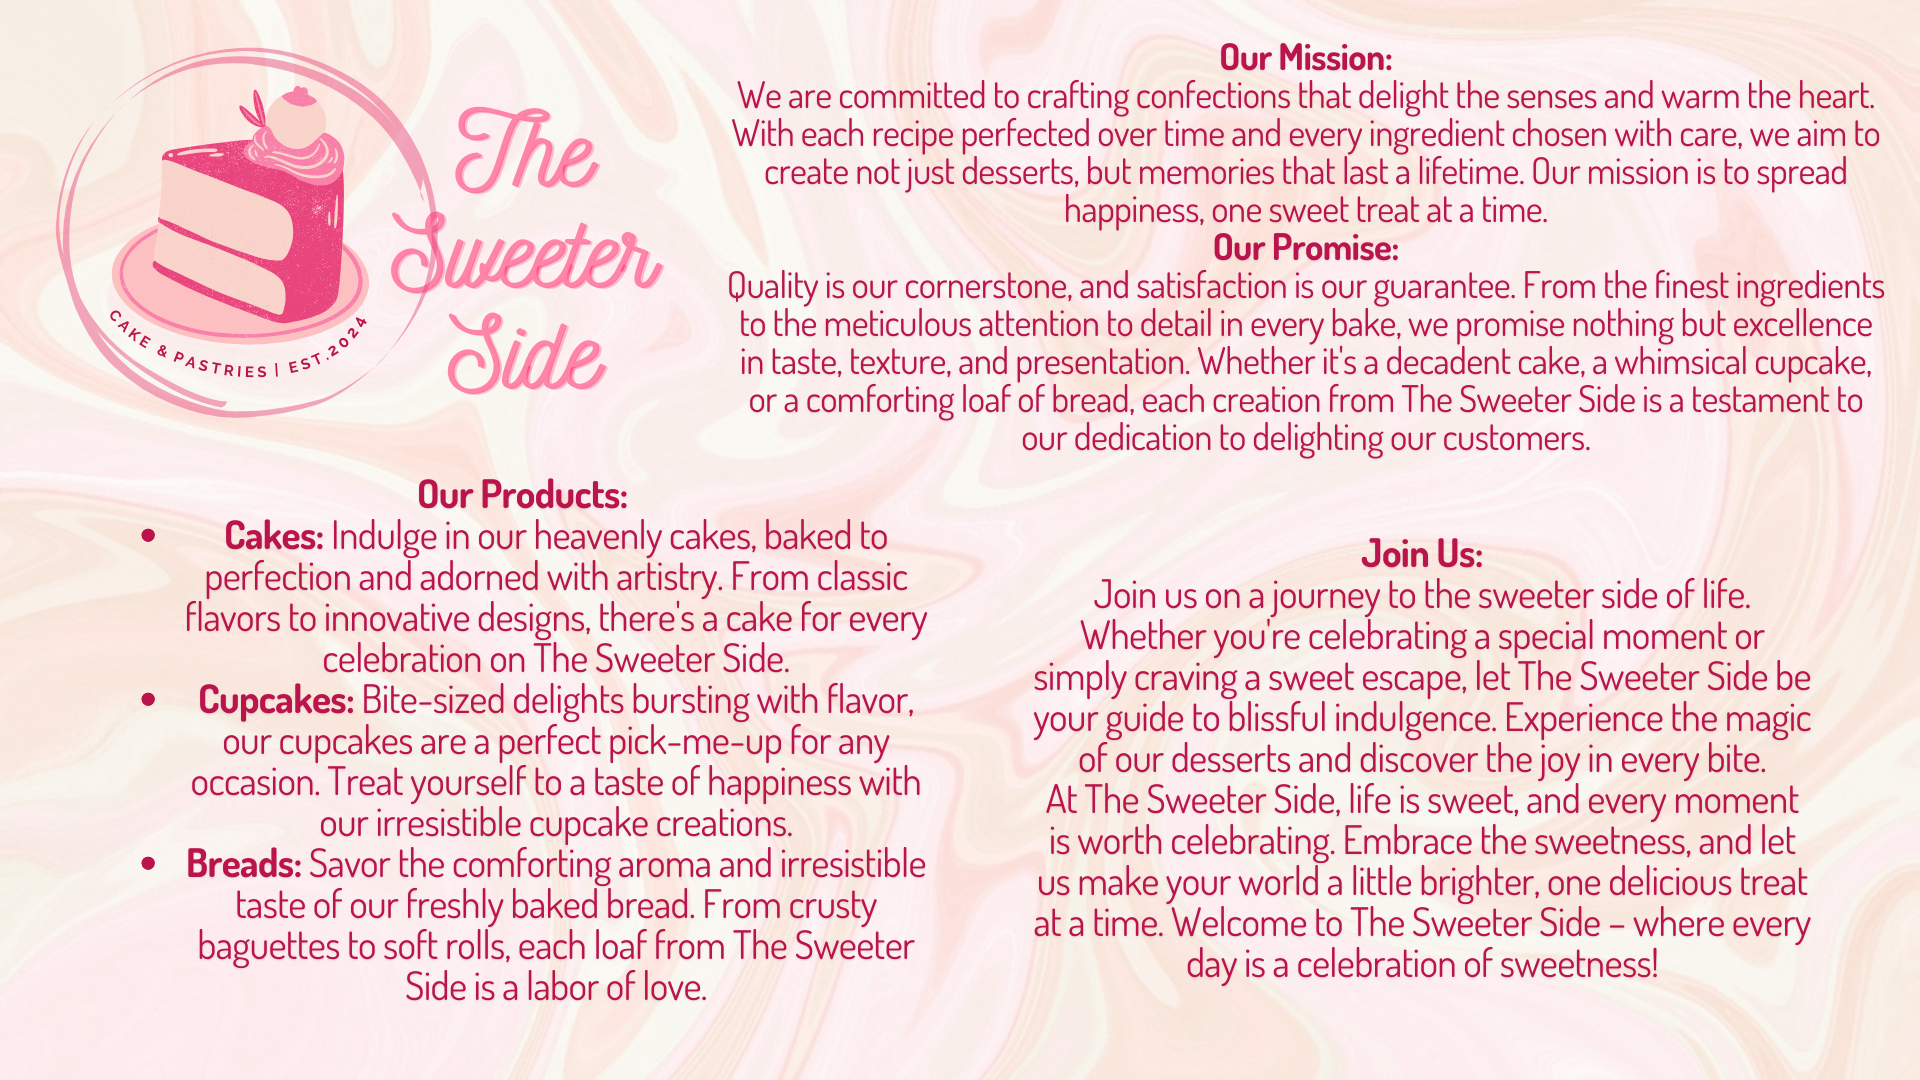 The
Sweeter
Side
CAKE & PASTRIES | EST.2024
Our Mission:
We are committed to crafting confections that delight the senses and warm the heart.
With each recipe perfected over time and every ingredient chosen with care, we aim to
create not just desserts, but memories that last a lifetime. Our mission is to spread
happiness, one sweet treat at a time.
Our Promise:
Quality is our cornerstone, and satisfaction is our guarantee. From the finest ingredients
to the meticulous attention to detail in every bake, we promise nothing but excellence
in taste, texture, and presentation. Whether it's a decadent cake, a whimsical cupcake,
or a comforting loaf of bread, each creation from The Sweeter Side is a testament to
our dedication to delighting our customers.
Our Products:
• Cakes: Indulge in our heavenly cakes, baked to
perfection and adorned with artistry. From classic
flavors to innovative designs, there's a cake for every
celebration on The Sweeter Side.
• Cupcakes: Bite-sized delights bursting with flavor,
our cupcakes are a perfect pick-me-up for any
occasion. Treat yourself to a taste of happiness with
our irresistible cupcake creations.
• Breads: Savor the comforting aroma and irresistible
taste of our freshly baked bread. From crusty
baguettes to soft rolls, each loaf from The Sweeter
Side is a labor of love.
Join Us:
Join us on a journey to the sweeter side of life.
Whether you're celebrating a special moment or
simply craving a sweet escape, let The Sweeter Side be
your guide to blissful indulgence. Experience the magic
of our desserts and discover the joy in every bite.
At The Sweeter Side, life is sweet, and every moment
is worth celebrating. Embrace the sweetness, and let
us make your world a little brighter, one delicious treat
at a time. Welcome to The Sweeter Side – where every
day is a celebration of sweetness!